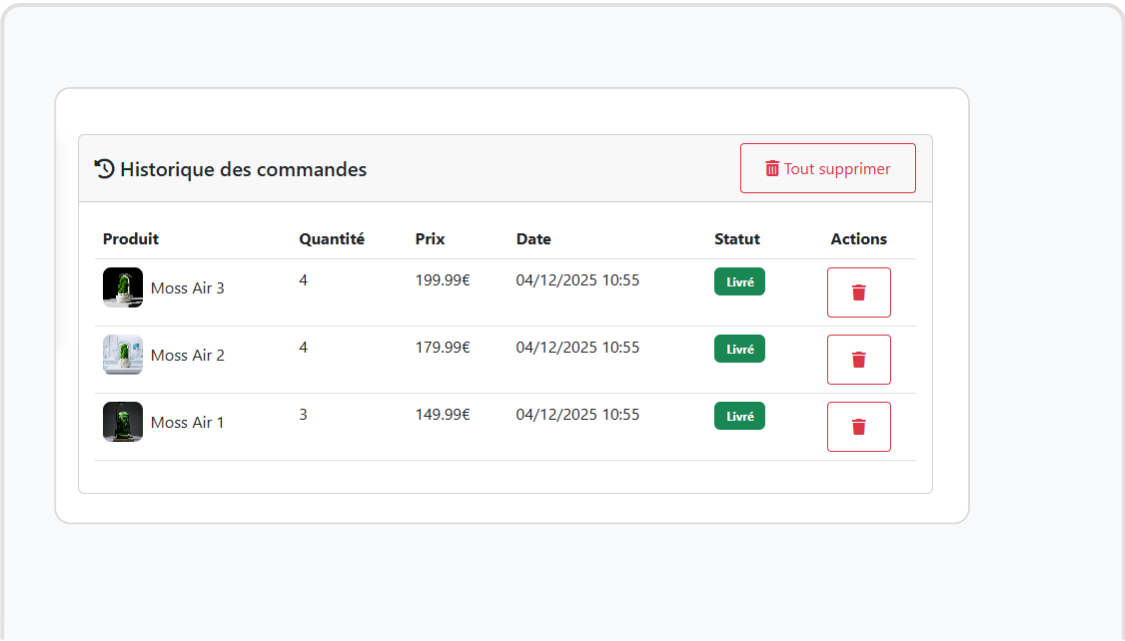 Historique des commandes Tout supprimer
Produit Quantité Prix Date Statut Actions
Moss Air 3 4 199.99€ 04/12/2025 10:55 Livré
Moss Air 2 4 179.99€ 04/12/2025 10:55 Livré
Moss Air 1 3 149.99€ 04/12/2025 10:55 Livré